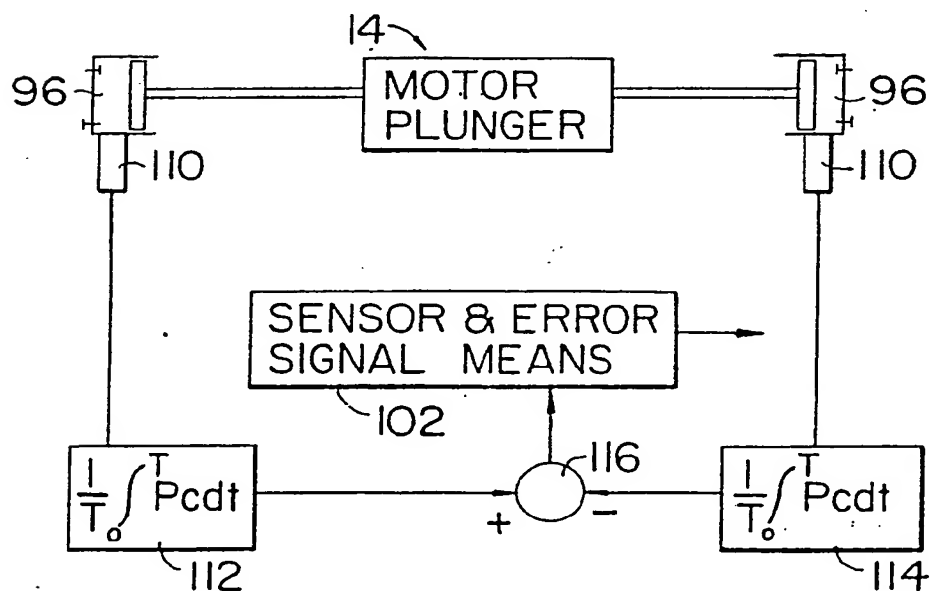 14
96
MOTOR
PLUNGER
96
110
110
SENSOR & ERROR
SIGNAL MEANS
102
116
1/T ∫₀ᵀ Pcdt
+
−
1/T ∫₀ᵀ Pcdt
112
114